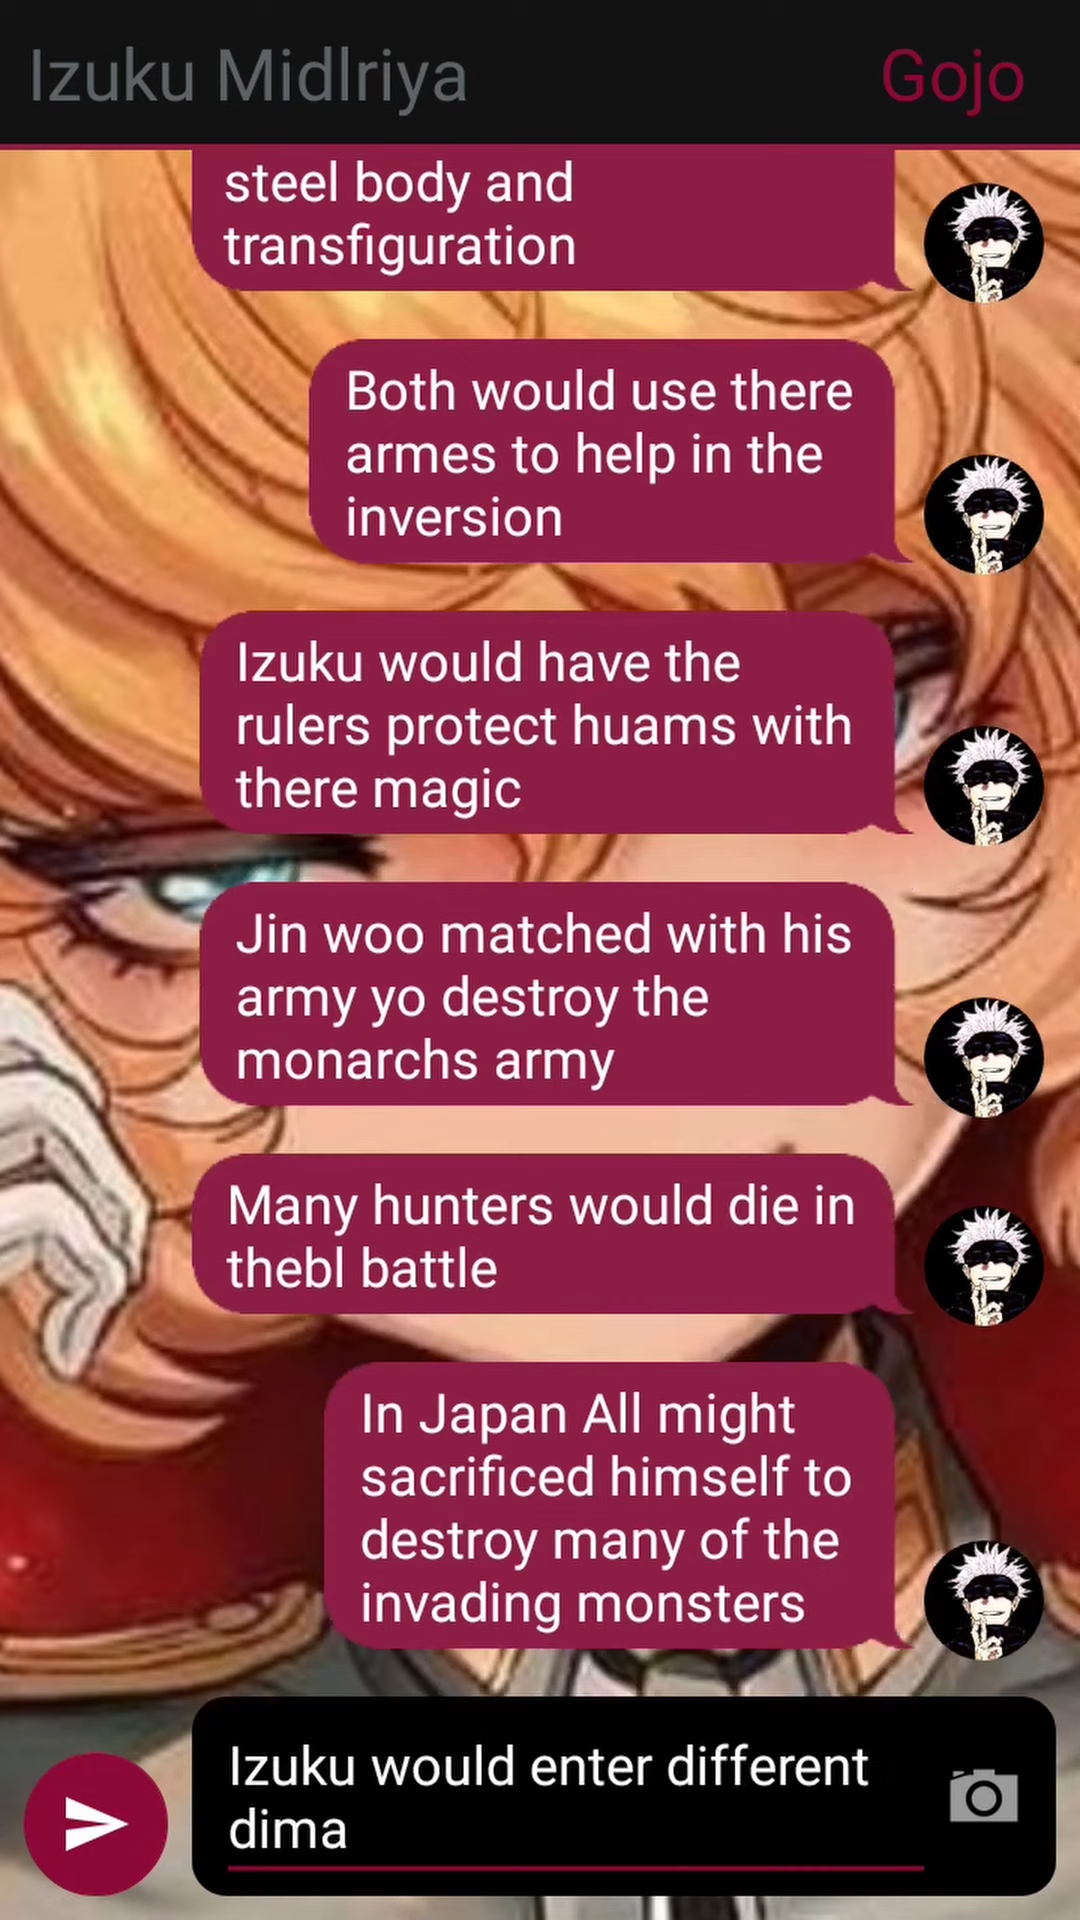 Izuku Midlriya
Gojo
steel body and
transfiguration
Both would use there
armes to help in the
inversion
Izuku would have the
rulers protect huams with
there magic
Jin woo matched with his
army yo destroy the
monarchs army
Many hunters would die in
thebl battle
In Japan All might
sacrificed himself to
destroy many of the
invading monsters
Izuku would enter different
dima